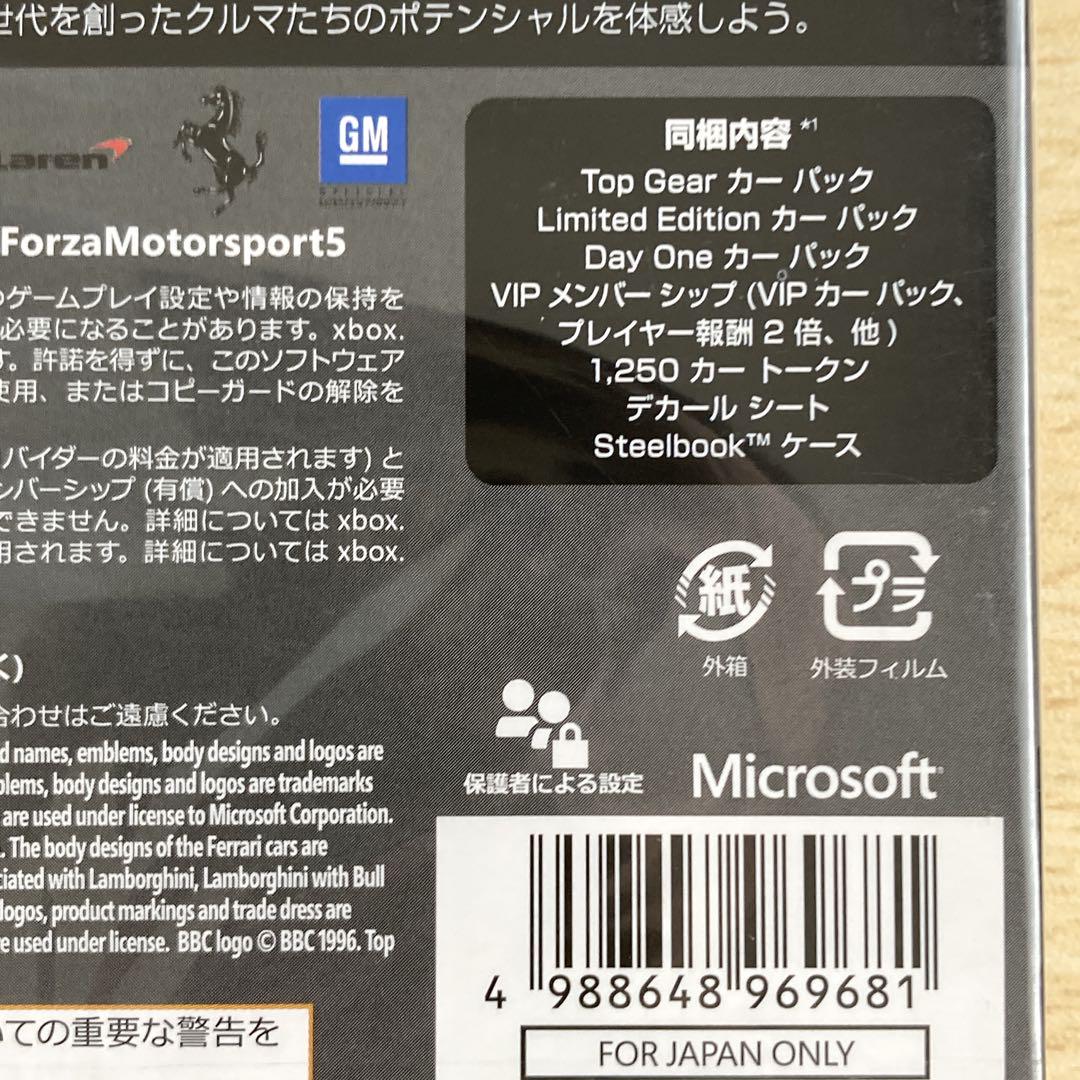 世代を創ったクルマたちのポテンシャルを体感しよう。
Laren
GM
ForzaMotorsport5
のゲームプレイ設定や情報の保持を
必要になることがあります。xbox.
す。許諾を得ずに、このソフトウェア
使用、またはコピーガードの解除を
バイダーの料金が適用されます) と
ンバーシップ (有償) への加入が必要
できません。詳細については xbox.
用されます。詳細については xbox.
同梱内容 *1
Top Gear カー パック
Limited Edition カー パック
Day One カー パック
VIP メンバー シップ (VIP カー パック、
プレイヤー報酬 2 倍、他 )
1,250 カー トークン
デカール シート
Steelbook™ ケース
紙
外箱
プラ
外装フィルム
合わせはご遠慮ください。
d names, emblems, body designs and logos are
blems, body designs and logos are trademarks
are used under license to Microsoft Corporation.
. The body designs of the Ferrari cars are
ciated with Lamborghini, Lamborghini with Bull
logos, product markings and trade dress are
e used under license. BBC logo © BBC 1996. Top
保護者による設定
Microsoft
4 988648 969681
FOR JAPAN ONLY
いての重要な警告を